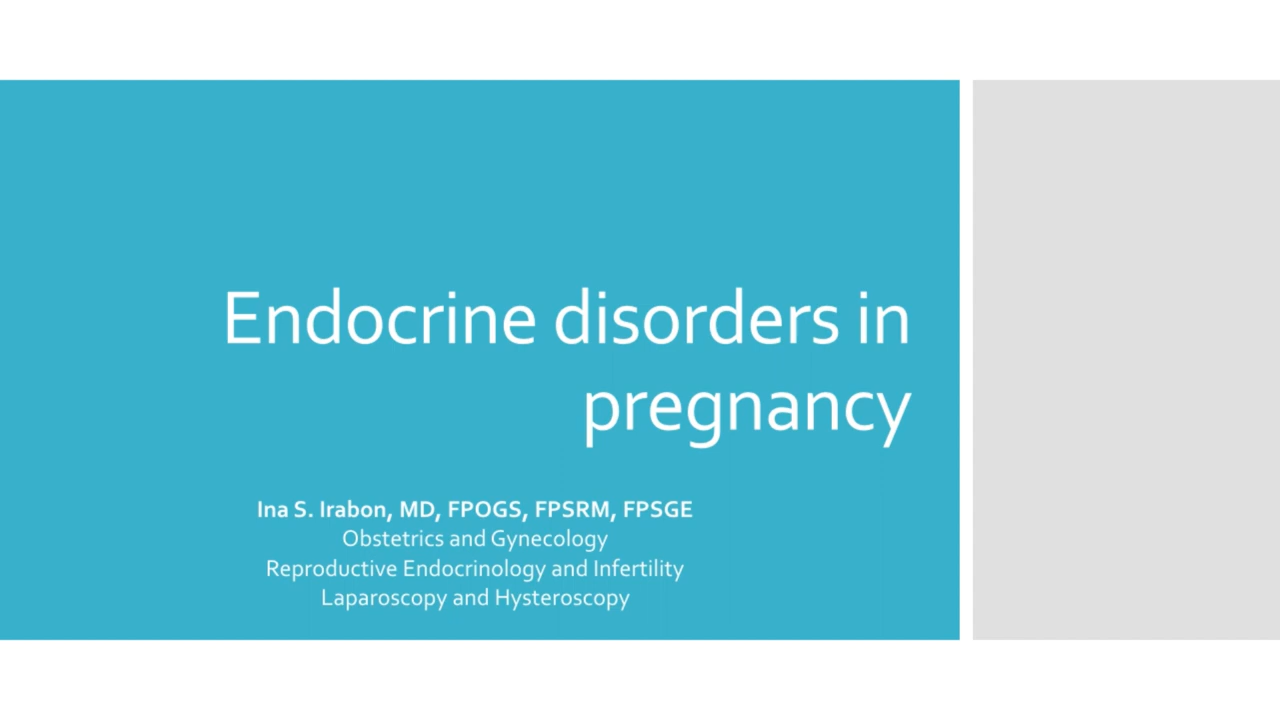 Endocrine disorders in
pregnancy
Ina S. Irabon, MD, FPOGS, FPSRM, FPSGE
Obstetrics and Gynecology
Reproductive Endocrinology and Infertility
Laparoscopy and Hysteroscopy